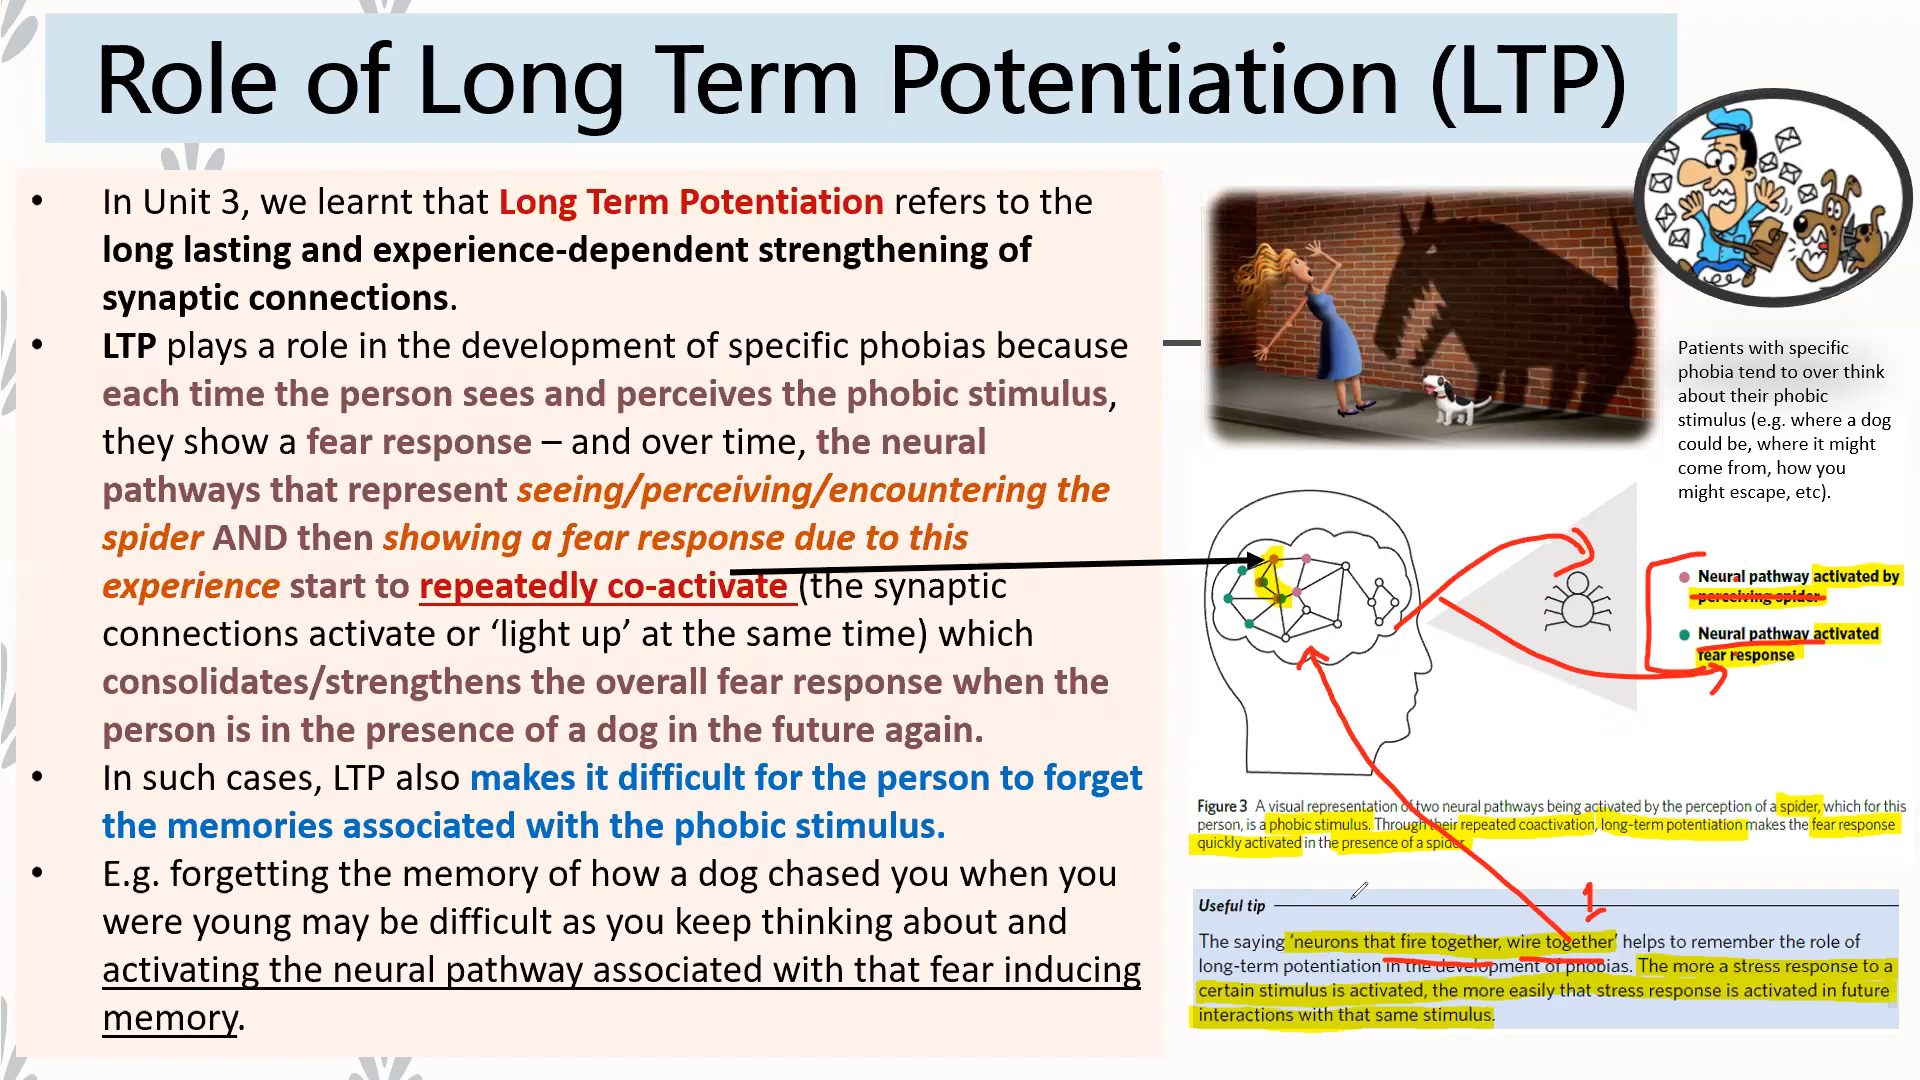 Role of Long Term Potentiation (LTP)
• In Unit 3, we learnt that Long Term Potentiation refers to the
long lasting and experience-dependent strengthening of
synaptic connections.
• LTP plays a role in the development of specific phobias because
each time the person sees and perceives the phobic stimulus,
they show a fear response – and over time, the neural
pathways that represent seeing/perceiving/encountering the
spider AND then showing a fear response due to this
experience start to repeatedly co-activate (the synaptic
connections activate or ‘light up’ at the same time) which
consolidates/strengthens the overall fear response when the
person is in the presence of a dog in the future again.
• In such cases, LTP also makes it difficult for the person to forget
the memories associated with the phobic stimulus.
• E.g. forgetting the memory of how a dog chased you when you
were young may be difficult as you keep thinking about and
activating the neural pathway associated with that fear inducing
memory.
Patients with specific
phobia tend to over think
about their phobic
stimulus (e.g. where a dog
could be, where it might
come from, how you
might escape, etc).
Neural pathway activated by
perceiving spider
Neural pathway activated
fear response
Figure 3 A visual representation of two neural pathways being activated by the perception of a spider, which for this
person, is a phobic stimulus. Through their repeated coactivation, long-term potentiation makes the fear response
quickly activated in the presence of a spider.
1
Useful tip
The saying ‘neurons that fire together, wire together’ helps to remember the role of
long-term potentiation in the development of phobias. The more a stress response to a
certain stimulus is activated, the more easily that stress response is activated in future
interactions with that same stimulus.